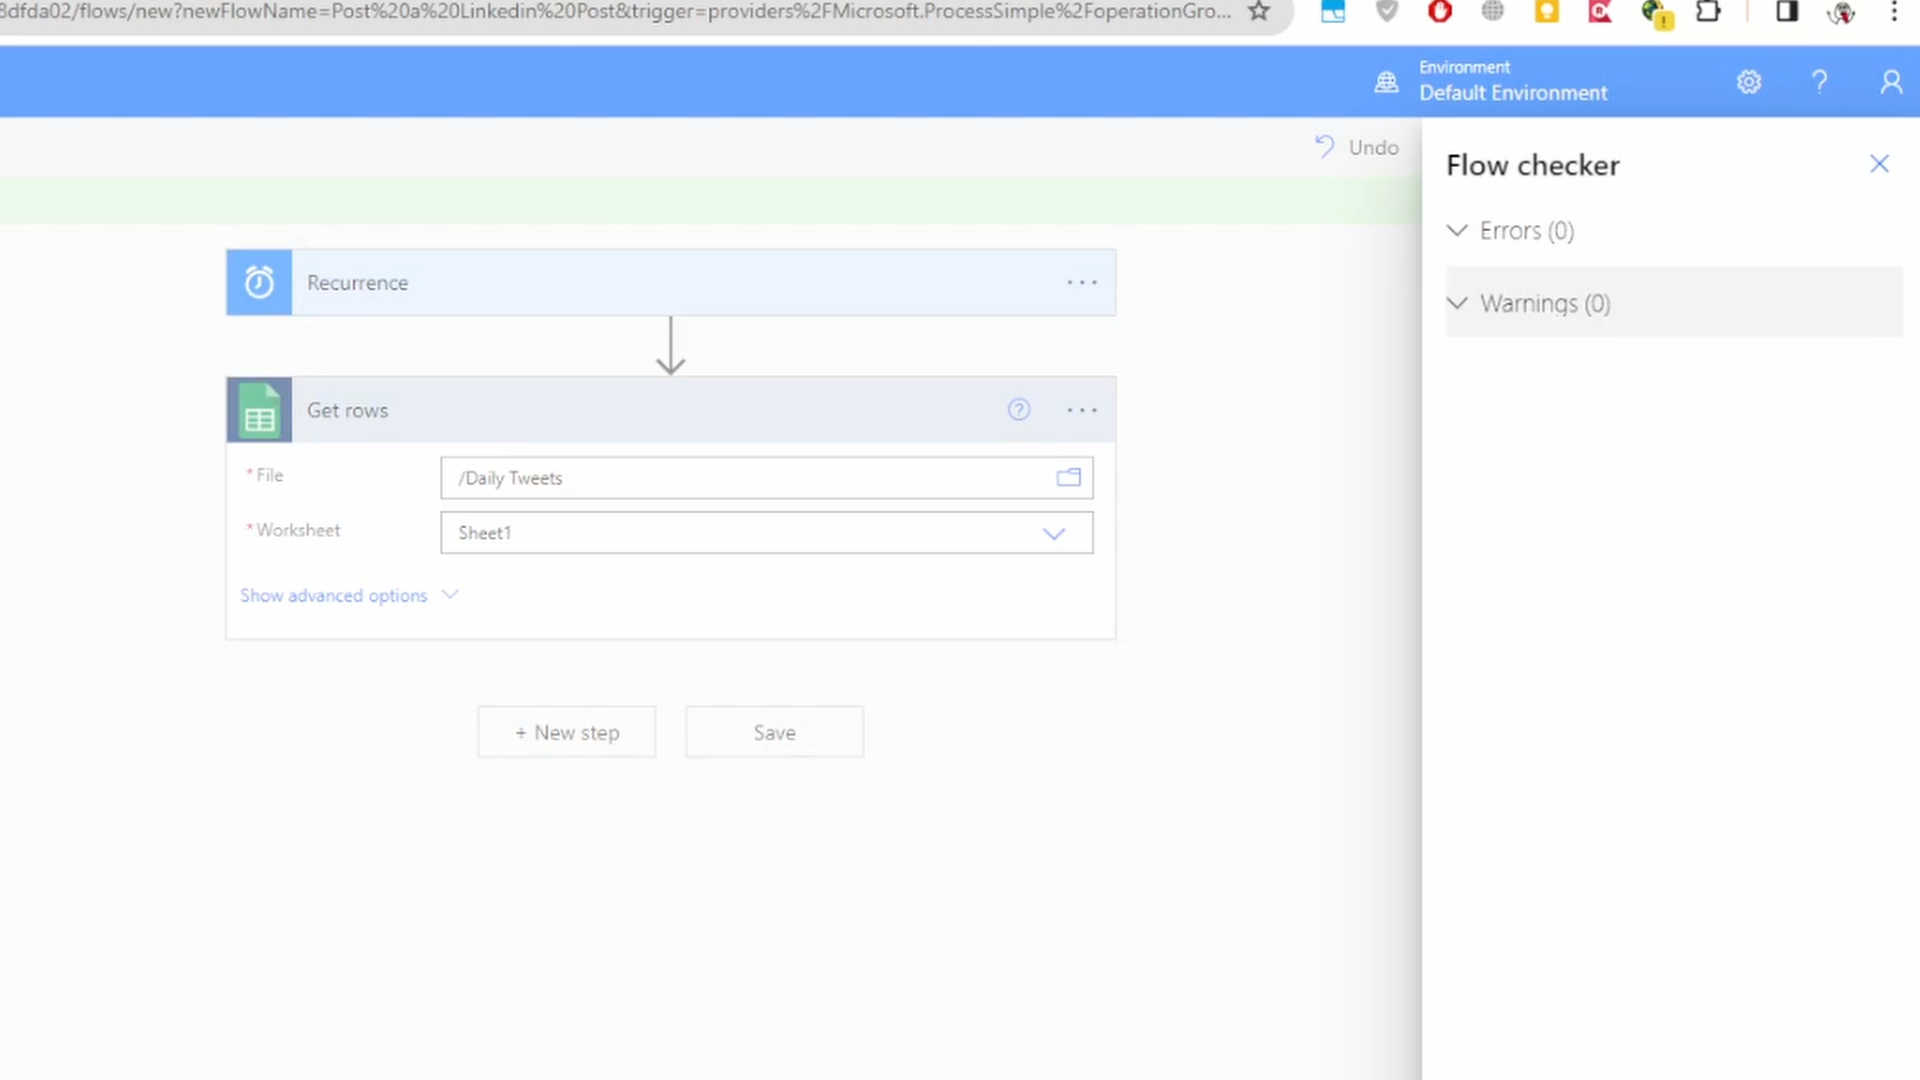 8dfda02/flows/new?newFlowName=Post%20a%20Linkedin%20Post&trigger=providers%2FMicrosoft.ProcessSimple%2FoperationGro...
Environment
Default Environment
Undo
Flow checker
Errors (0)
Warnings (0)
Recurrence
Get rows
* File
/Daily Tweets
* Worksheet
Sheet1
Show advanced options
+ New step
Save